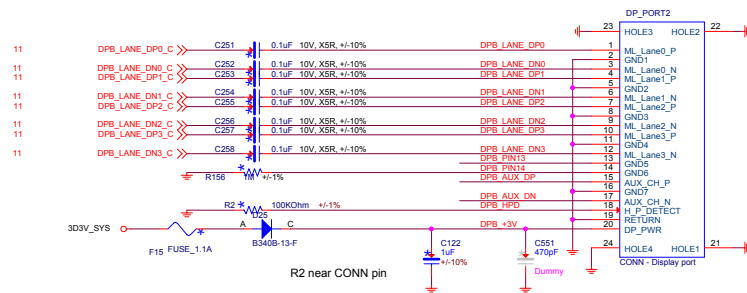 DP_PORT2
23 HOLE3 HOLE2 22
11 DPB_LANE_DP0_C C251 0.1uF 10V, X5R, +/-10% DPB_LANE_DP0 1 ML_Lane0_P
2 GND1
11 DPB_LANE_DN0_C C252 0.1uF 10V, X5R, +/-10% DPB_LANE_DN0 3 ML_Lane0_N
11 DPB_LANE_DP1_C C253 0.1uF 10V, X5R, +/-10% DPB_LANE_DP1 4 ML_Lane1_P
5 GND2
11 DPB_LANE_DN1_C C254 0.1uF 10V, X5R, +/-10% DPB_LANE_DN1 6 ML_Lane1_N
11 DPB_LANE_DP2_C C255 0.1uF 10V, X5R, +/-10% DPB_LANE_DP2 7 ML_Lane2_P
8 GND3
11 DPB_LANE_DN2_C C256 0.1uF 10V, X5R, +/-10% DPB_LANE_DN2 9 ML_Lane2_N
11 DPB_LANE_DP3_C C257 0.1uF 10V, X5R, +/-10% DPB_LANE_DP3 10 ML_Lane3_P
11 GND4
11 DPB_LANE_DN3_C C258 0.1uF 10V, X5R, +/-10% DPB_LANE_DN3 12 ML_Lane3_N
DPB_PIN13 13 GND5
R156 1M +/-1% DPB_PIN14 14 GND6
DPB_AUX_DP 15 AUX_CH_P
16 GND7
DPB_AUX_DN 17 AUX_CH_N
R2 100KOhm +/-1% DPB_HPD 18 H_P_DETECT
19 RETURN
3D3V_SYS F15 FUSE_1.1A A D25 C B340B-13-F DPB_+3V 20 DP_PWR
C122 1uF +/-10%
C551 470pF Dummy
24 HOLE4 HOLE1 21
CONN - Display port
R2 near CONN pin